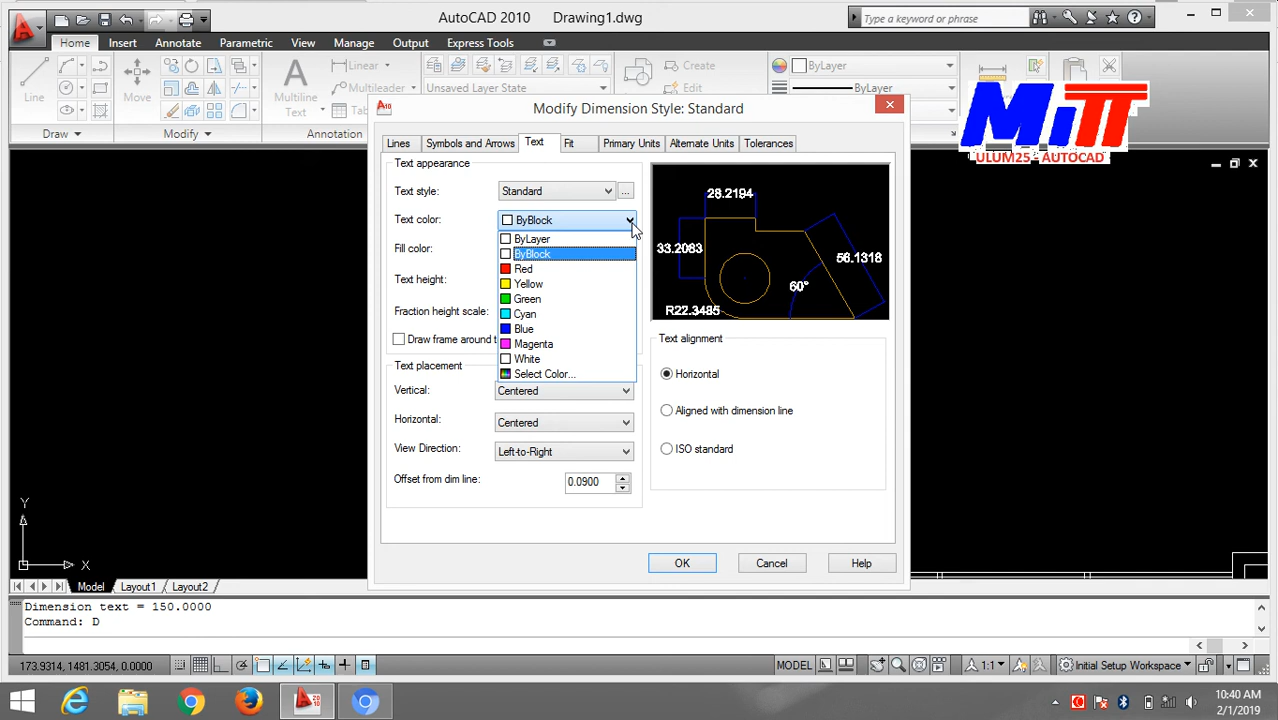 AutoCAD 2010 Drawing1.dwg
Type a keyword or phrase
Home Insert Annotate Parametric View Manage Output Express Tools
Line Move Multiline Text
Linear
Multileader
Unsaved Layer State
Create
Edit
ByLayer
ByLayer
Draw Modify Annotation
MiTT
ULUM25 - AUTOCAD
A10
Modify Dimension Style: Standard
Lines Symbols and Arrows Text Fit Primary Units Alternate Units Tolerances
Text appearance
Text style: Standard ...
Text color: ByBlock
Fill color:
Text height:
Fraction height scale:
Draw frame around t
ByLayer
ByBlock
Red
Yellow
Green
Cyan
Blue
Magenta
White
Select Color...
Text placement
Vertical: Centered
Horizontal: Centered
View Direction: Left-to-Right
Offset from dim line: 0.0900
28.2194
33.2083
56.1318
60°
R22.3485
Text alignment
Horizontal
Aligned with dimension line
ISO standard
OK Cancel Help
Y
X
Model Layout1 Layout2
Dimension text = 150.0000
Command: D
173.9314, 1481.3054, 0.0000 MODEL 1:1 Initial Setup Workspace
10:40 AM
2/1/2019